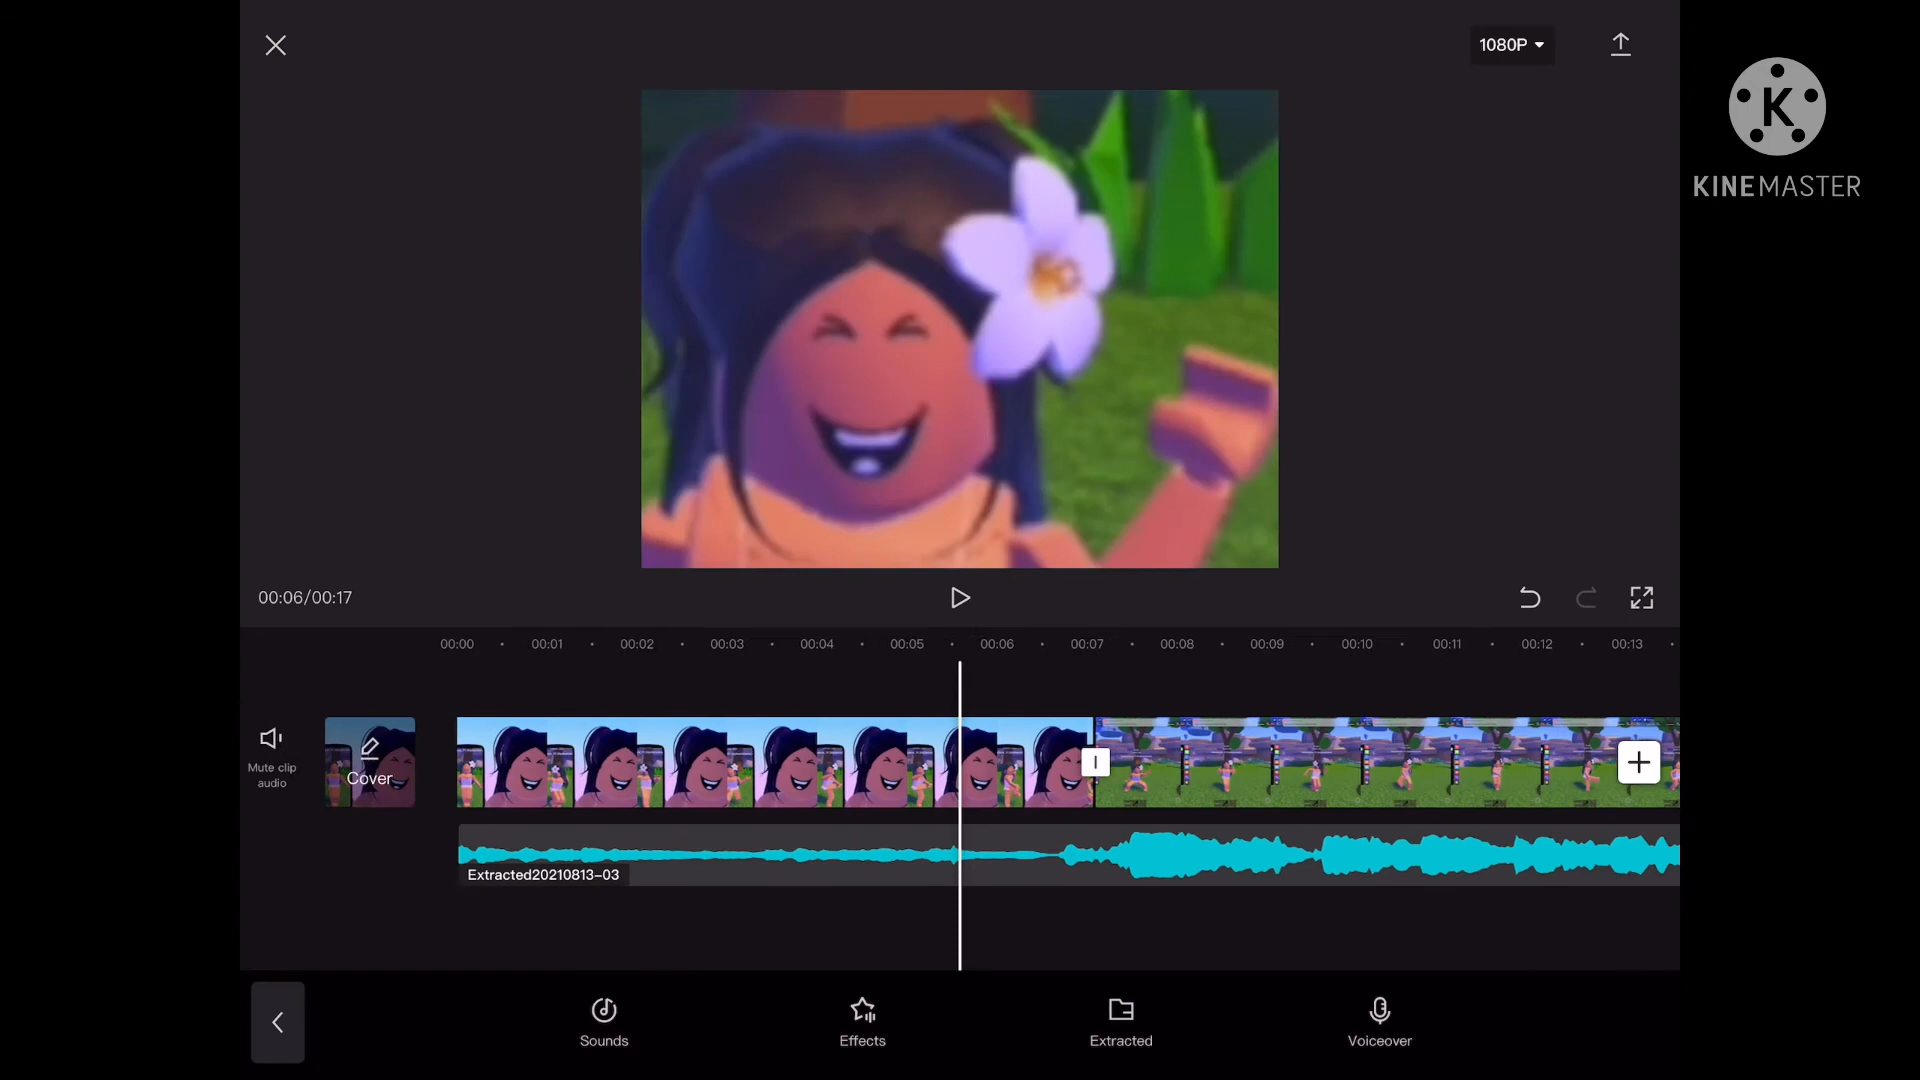 1080P
K
KINEMASTER
00:06/00:17
00:00 00:01 00:02 00:03 00:04 00:05 00:06 00:07 00:08 00:09 00:10 00:11 00:12 00:13
Mute clip
audio
Cover
Extracted20210813-03
Sounds Effects Extracted Voiceover